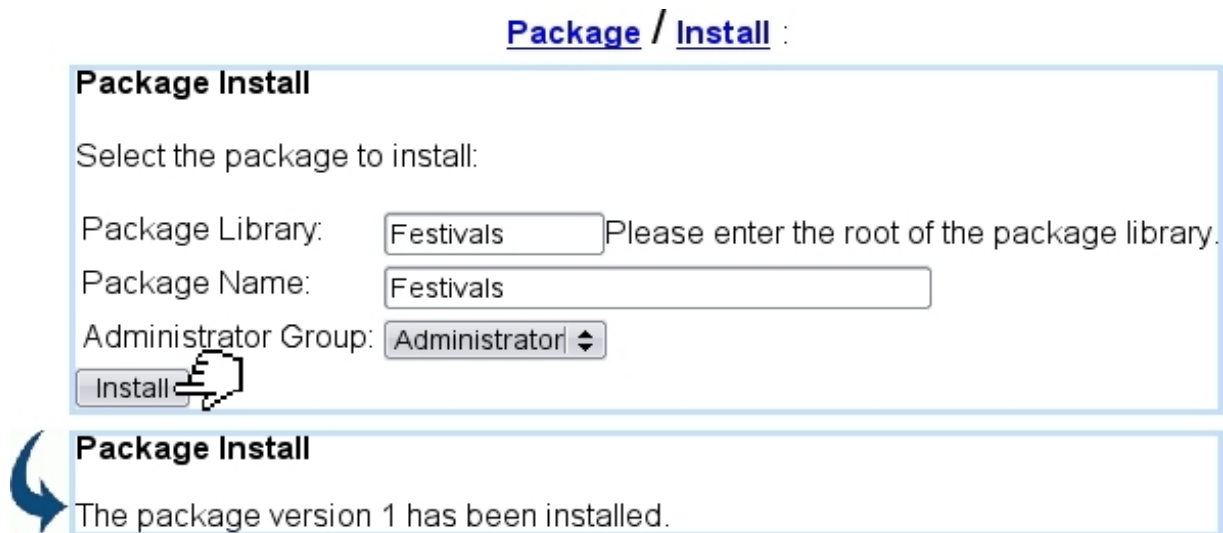 Package / Install :
Package Install
Select the package to install:
Package Library: Festivals Please enter the root of the package library.
Package Name: Festivals
Administrator Group: Administrator
Install
Package Install
The package version 1 has been installed.